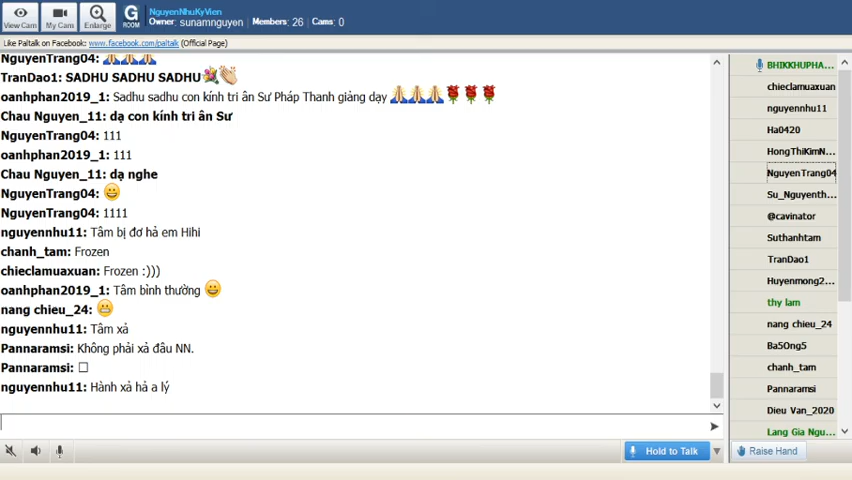 View Cam
My Cam
Enlarge
G
ROOM
NguyenNhuKyVien
Owner: sunamnguyen Members: 26 Cams: 0
Like Paltalk on Facebook: www.facebook.com/paltalk (Official Page)
NguyenTrang04: 🙏🙏🙏
TranDao1: SADHU SADHU SADHU💐👏
oanhphan2019_1: Sadhu sadhu con kính tri ân Sư Pháp Thanh giảng dạy 🙏🙏🙏🌹🌹🌹
Chau Nguyen_11: dạ con kính tri ân Sư
NguyenTrang04: 111
oanhphan2019_1: 111
Chau Nguyen_11: dạ nghe
NguyenTrang04: 😀
NguyenTrang04: 1111
nguyennhu11: Tâm bị đơ hả em Hihi
chanh_tam: Frozen
chieclamuaxuan: Frozen :)))
oanhphan2019_1: Tâm bình thường 😀
nang chieu_24: 😬
nguyennhu11: Tâm xả
Pannaramsi: Không phải xả đâu NN.
Pannaramsi: □
nguyennhu11: Hành xả há a lý
Hold to Talk
BHIKKHUPHA...
chieclamuaxuan
nguyennhu11
Ha0420
HongThiKimN...
NguyenTrang04
Su_Nguyenth...
@cavinator
Suthanhtam
TranDao1
Huyenmong2...
thy lam
nang chieu_24
Ba5Ong5
chanh_tam
Pannaramsi
Dieu Van_2020
Lang Gia Ngu...
Raise Hand